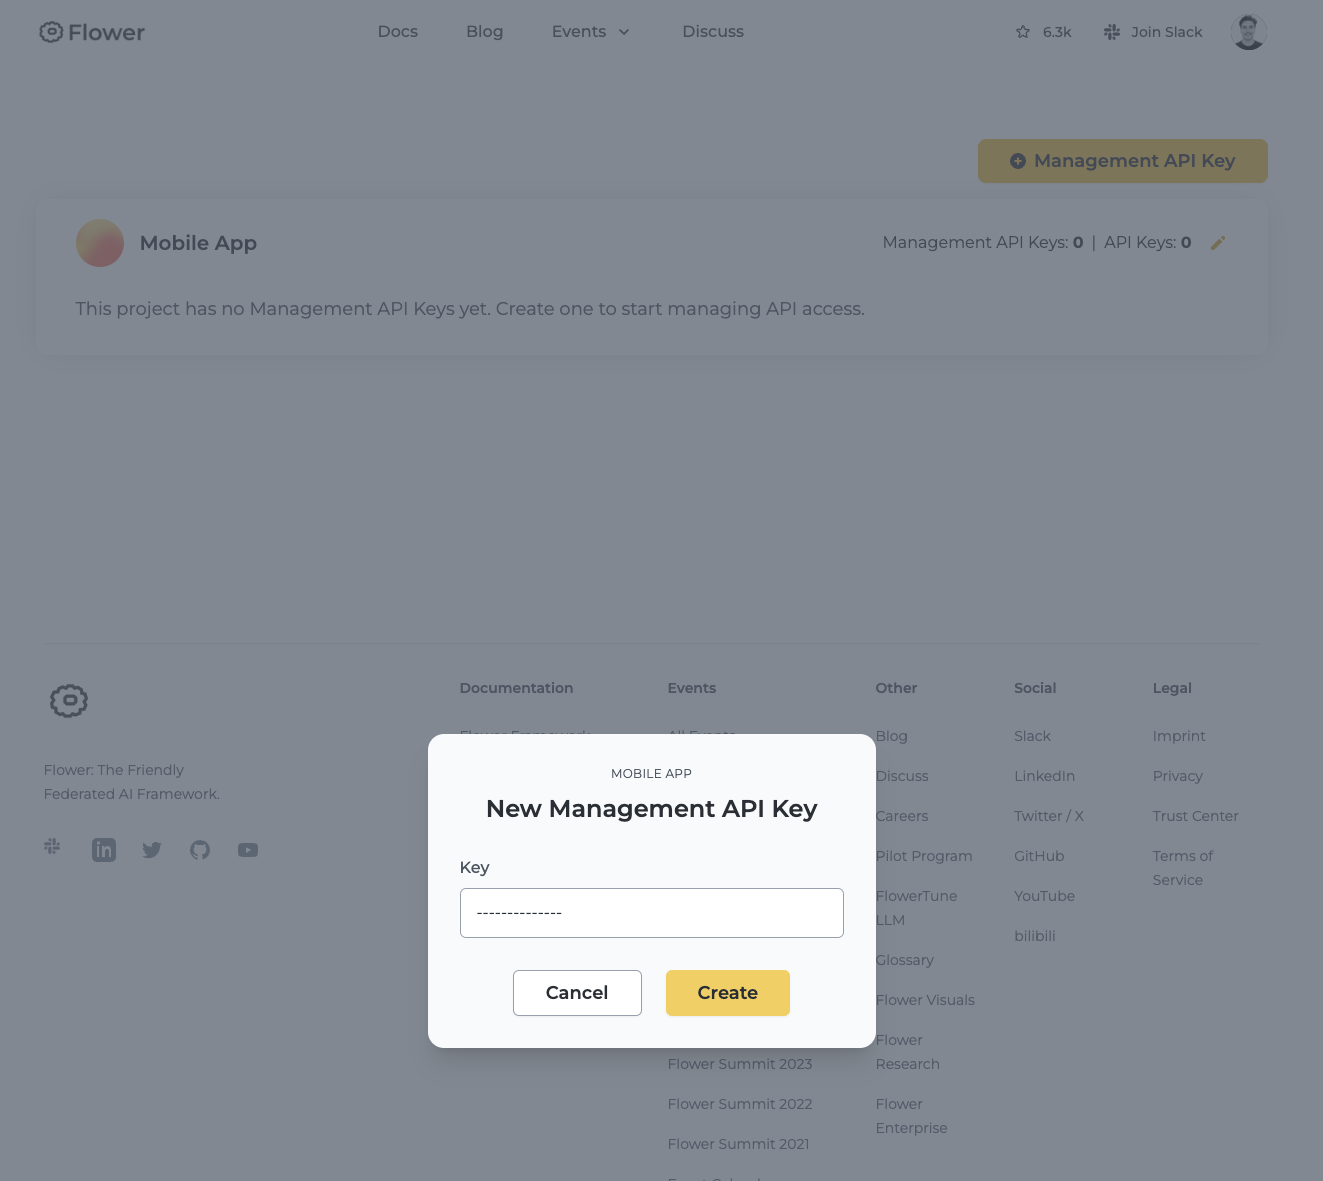 Flower
Docs
Blog
Events
Discuss
6.3k
Join Slack
Management API Key
Mobile App
Management API Keys: 0 | API Keys: 0
This project has no Management API Keys yet. Create one to start managing API access.
Flower: The Friendly
Federated AI Framework.
Documentation
Flower Framework
Events
All Events
Flower Summit 2023
Flower Summit 2022
Flower Summit 2021
Other
Blog
Discuss
Careers
Pilot Program
FlowerTune
LLM
Glossary
Flower Visuals
Flower
Research
Flower
Enterprise
Social
Slack
LinkedIn
Twitter / X
GitHub
YouTube
bilibili
Legal
Imprint
Privacy
Trust Center
Terms of
Service
MOBILE APP
New Management API Key
Key
--------------
Cancel
Create